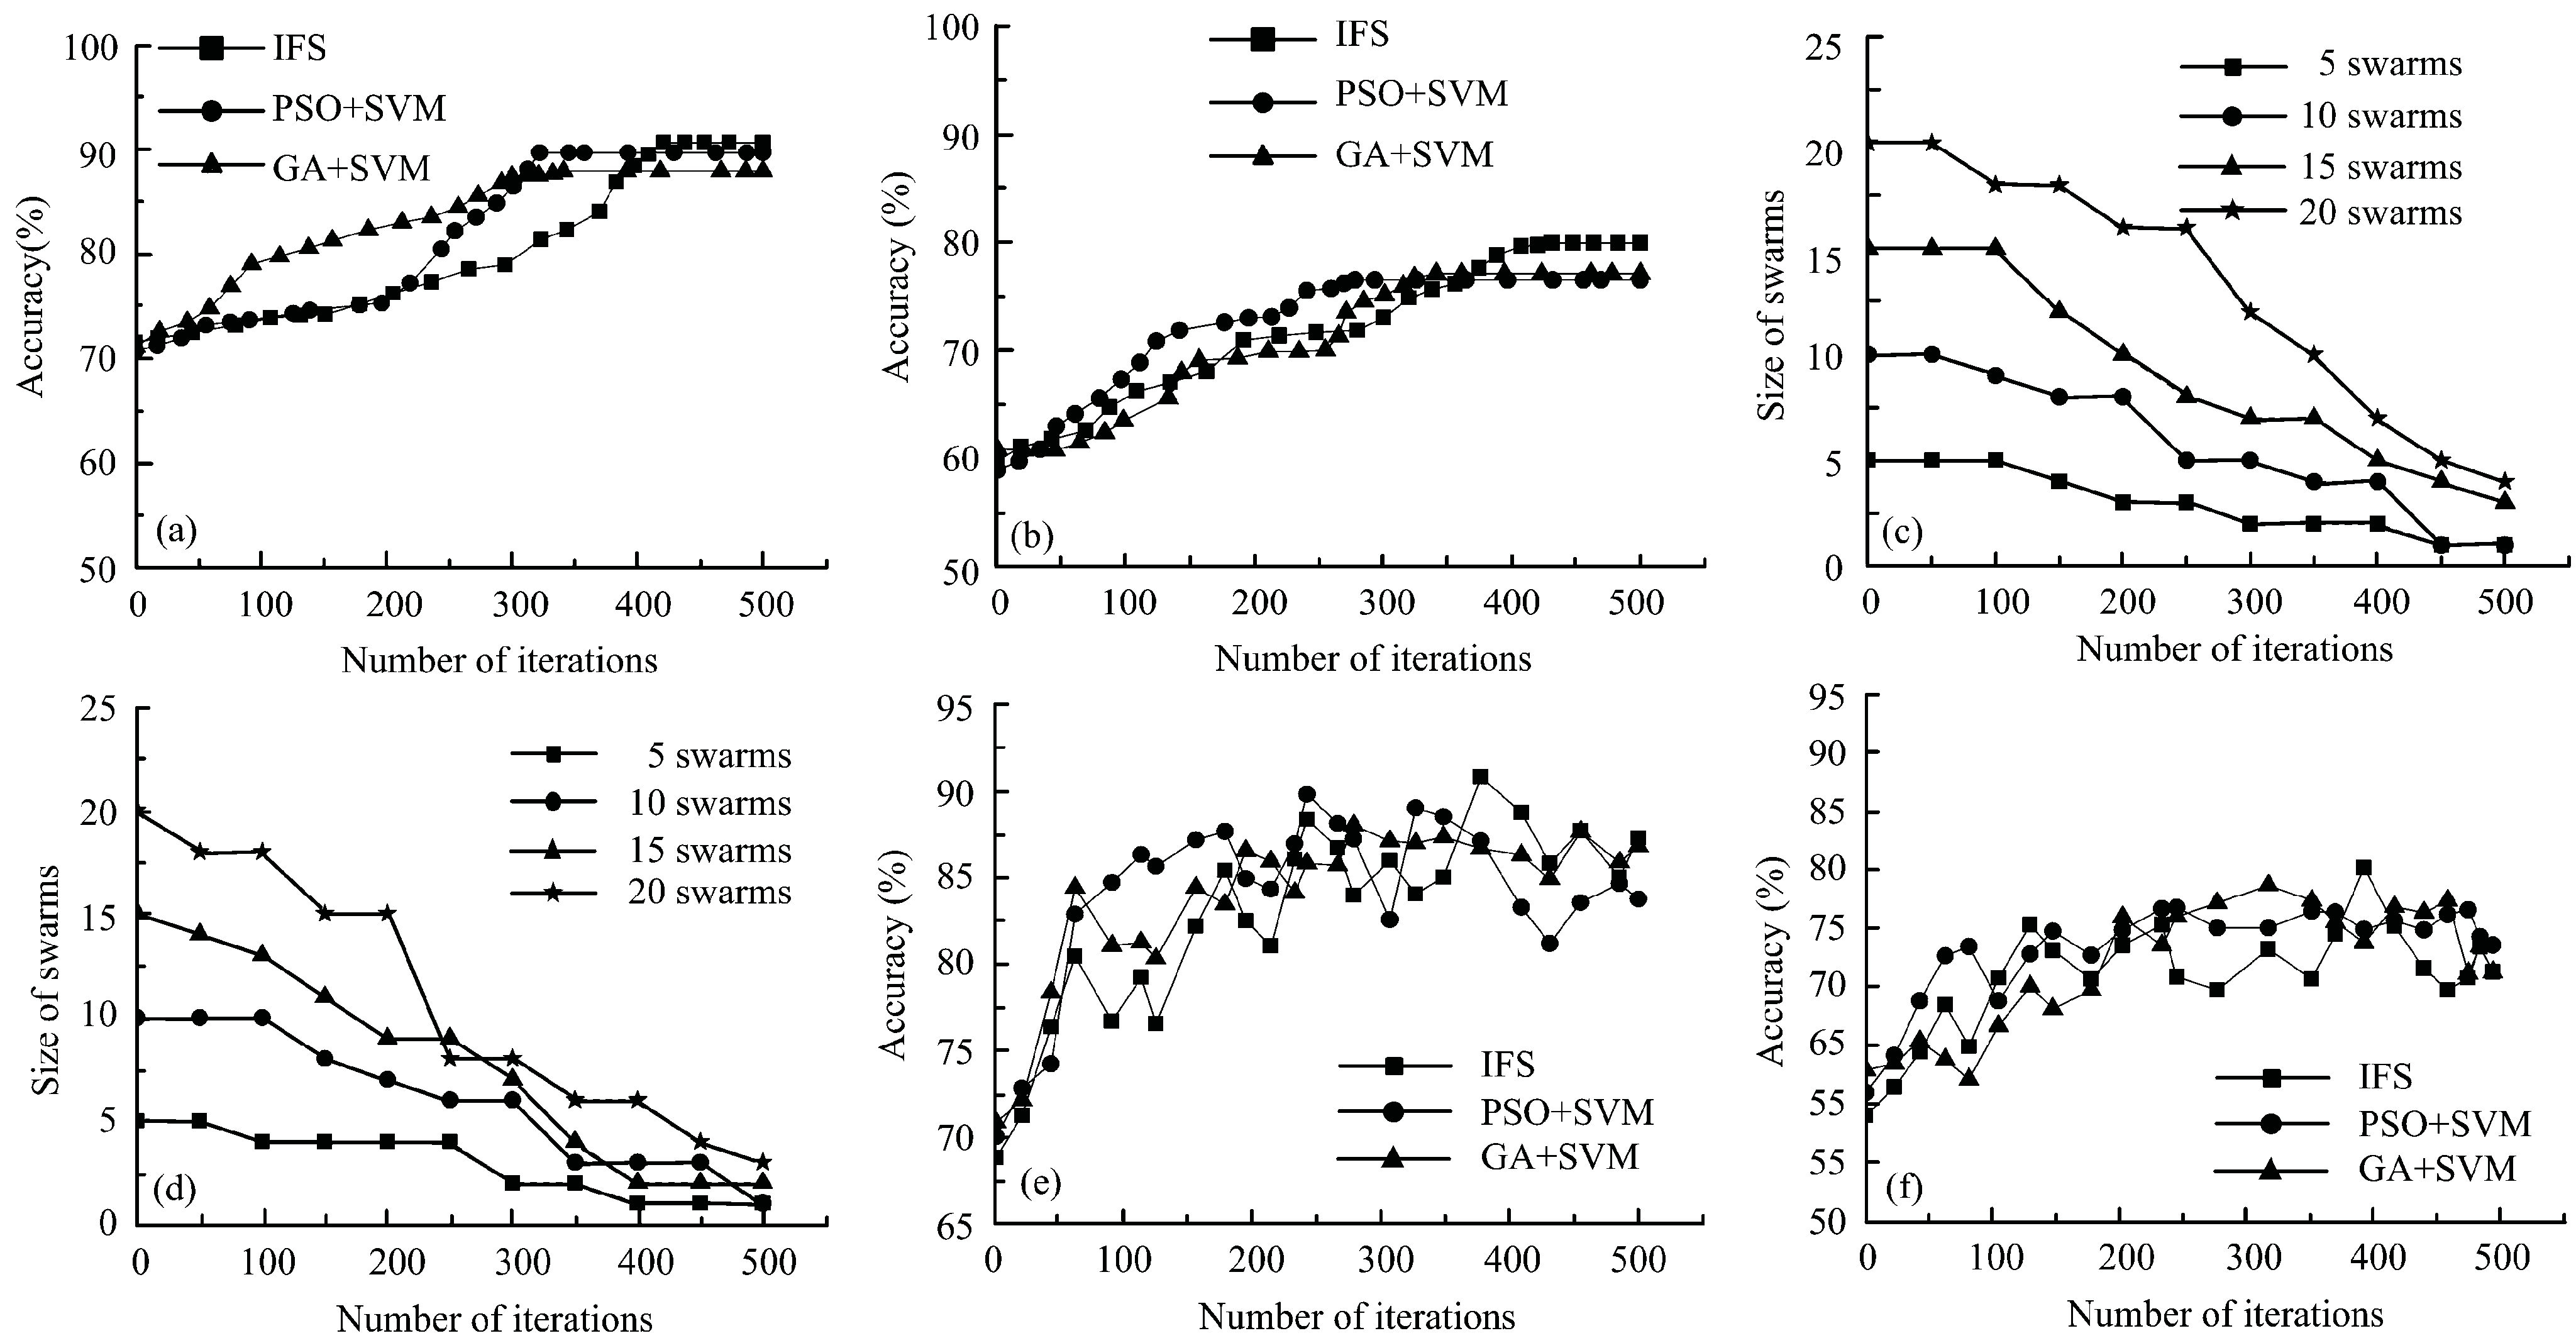 100
90
80
70
60
50
Accuracy(%)
IFS
PSO+SVM
GA+SVM
(a)
0 100 200 300 400 500
Number of iterations
100
90
80
70
60
50
Accuracy (%)
IFS
PSO+SVM
GA+SVM
(b)
0 100 200 300 400 500
Number of iterations
25
20
15
10
5
0
Size of swarms
5 swarms
10 swarms
15 swarms
20 swarms
(c)
0 100 200 300 400 500
Number of iterations
25
20
15
10
5
0
Size of swarms
5 swarms
10 swarms
15 swarms
20 swarms
(d)
0 100 200 300 400 500
Number of iterations
95
90
85
80
75
70
65
Accuracy (%)
IFS
PSO+SVM
GA+SVM
(e)
0 100 200 300 400 500
Number of iterations
95
90
85
80
75
70
65
55
55
50
Accuracy (%)
IFS
PSO+SVM
GA+SVM
(f)
0 100 200 300 400 500
Number of iterations